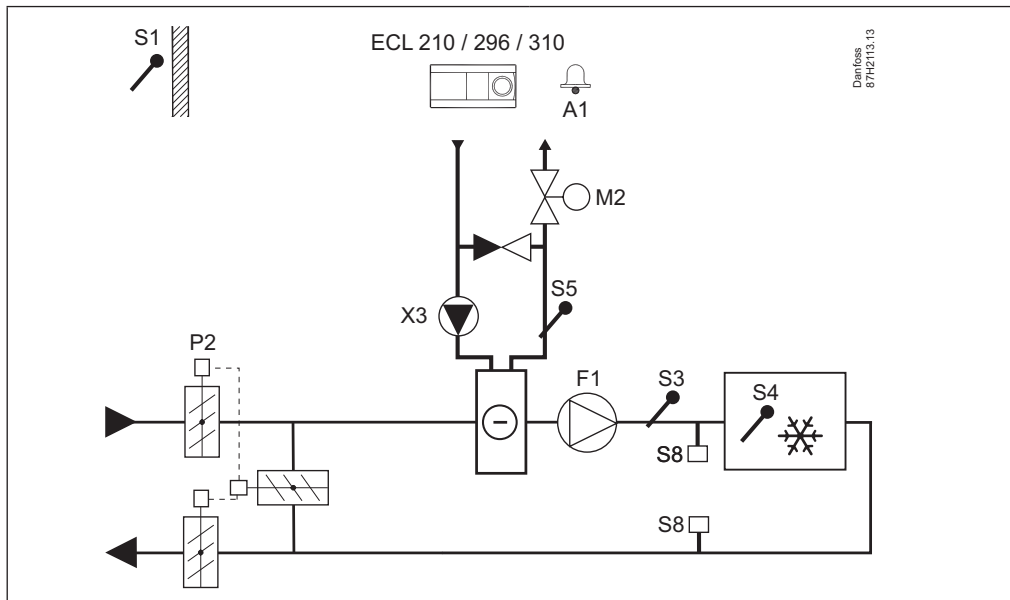 S1
ECL 210 / 296 / 310
A1
Danfoss
87H2113.13
M2
S5
X3
P2
F1
S3
S4
S8
S8